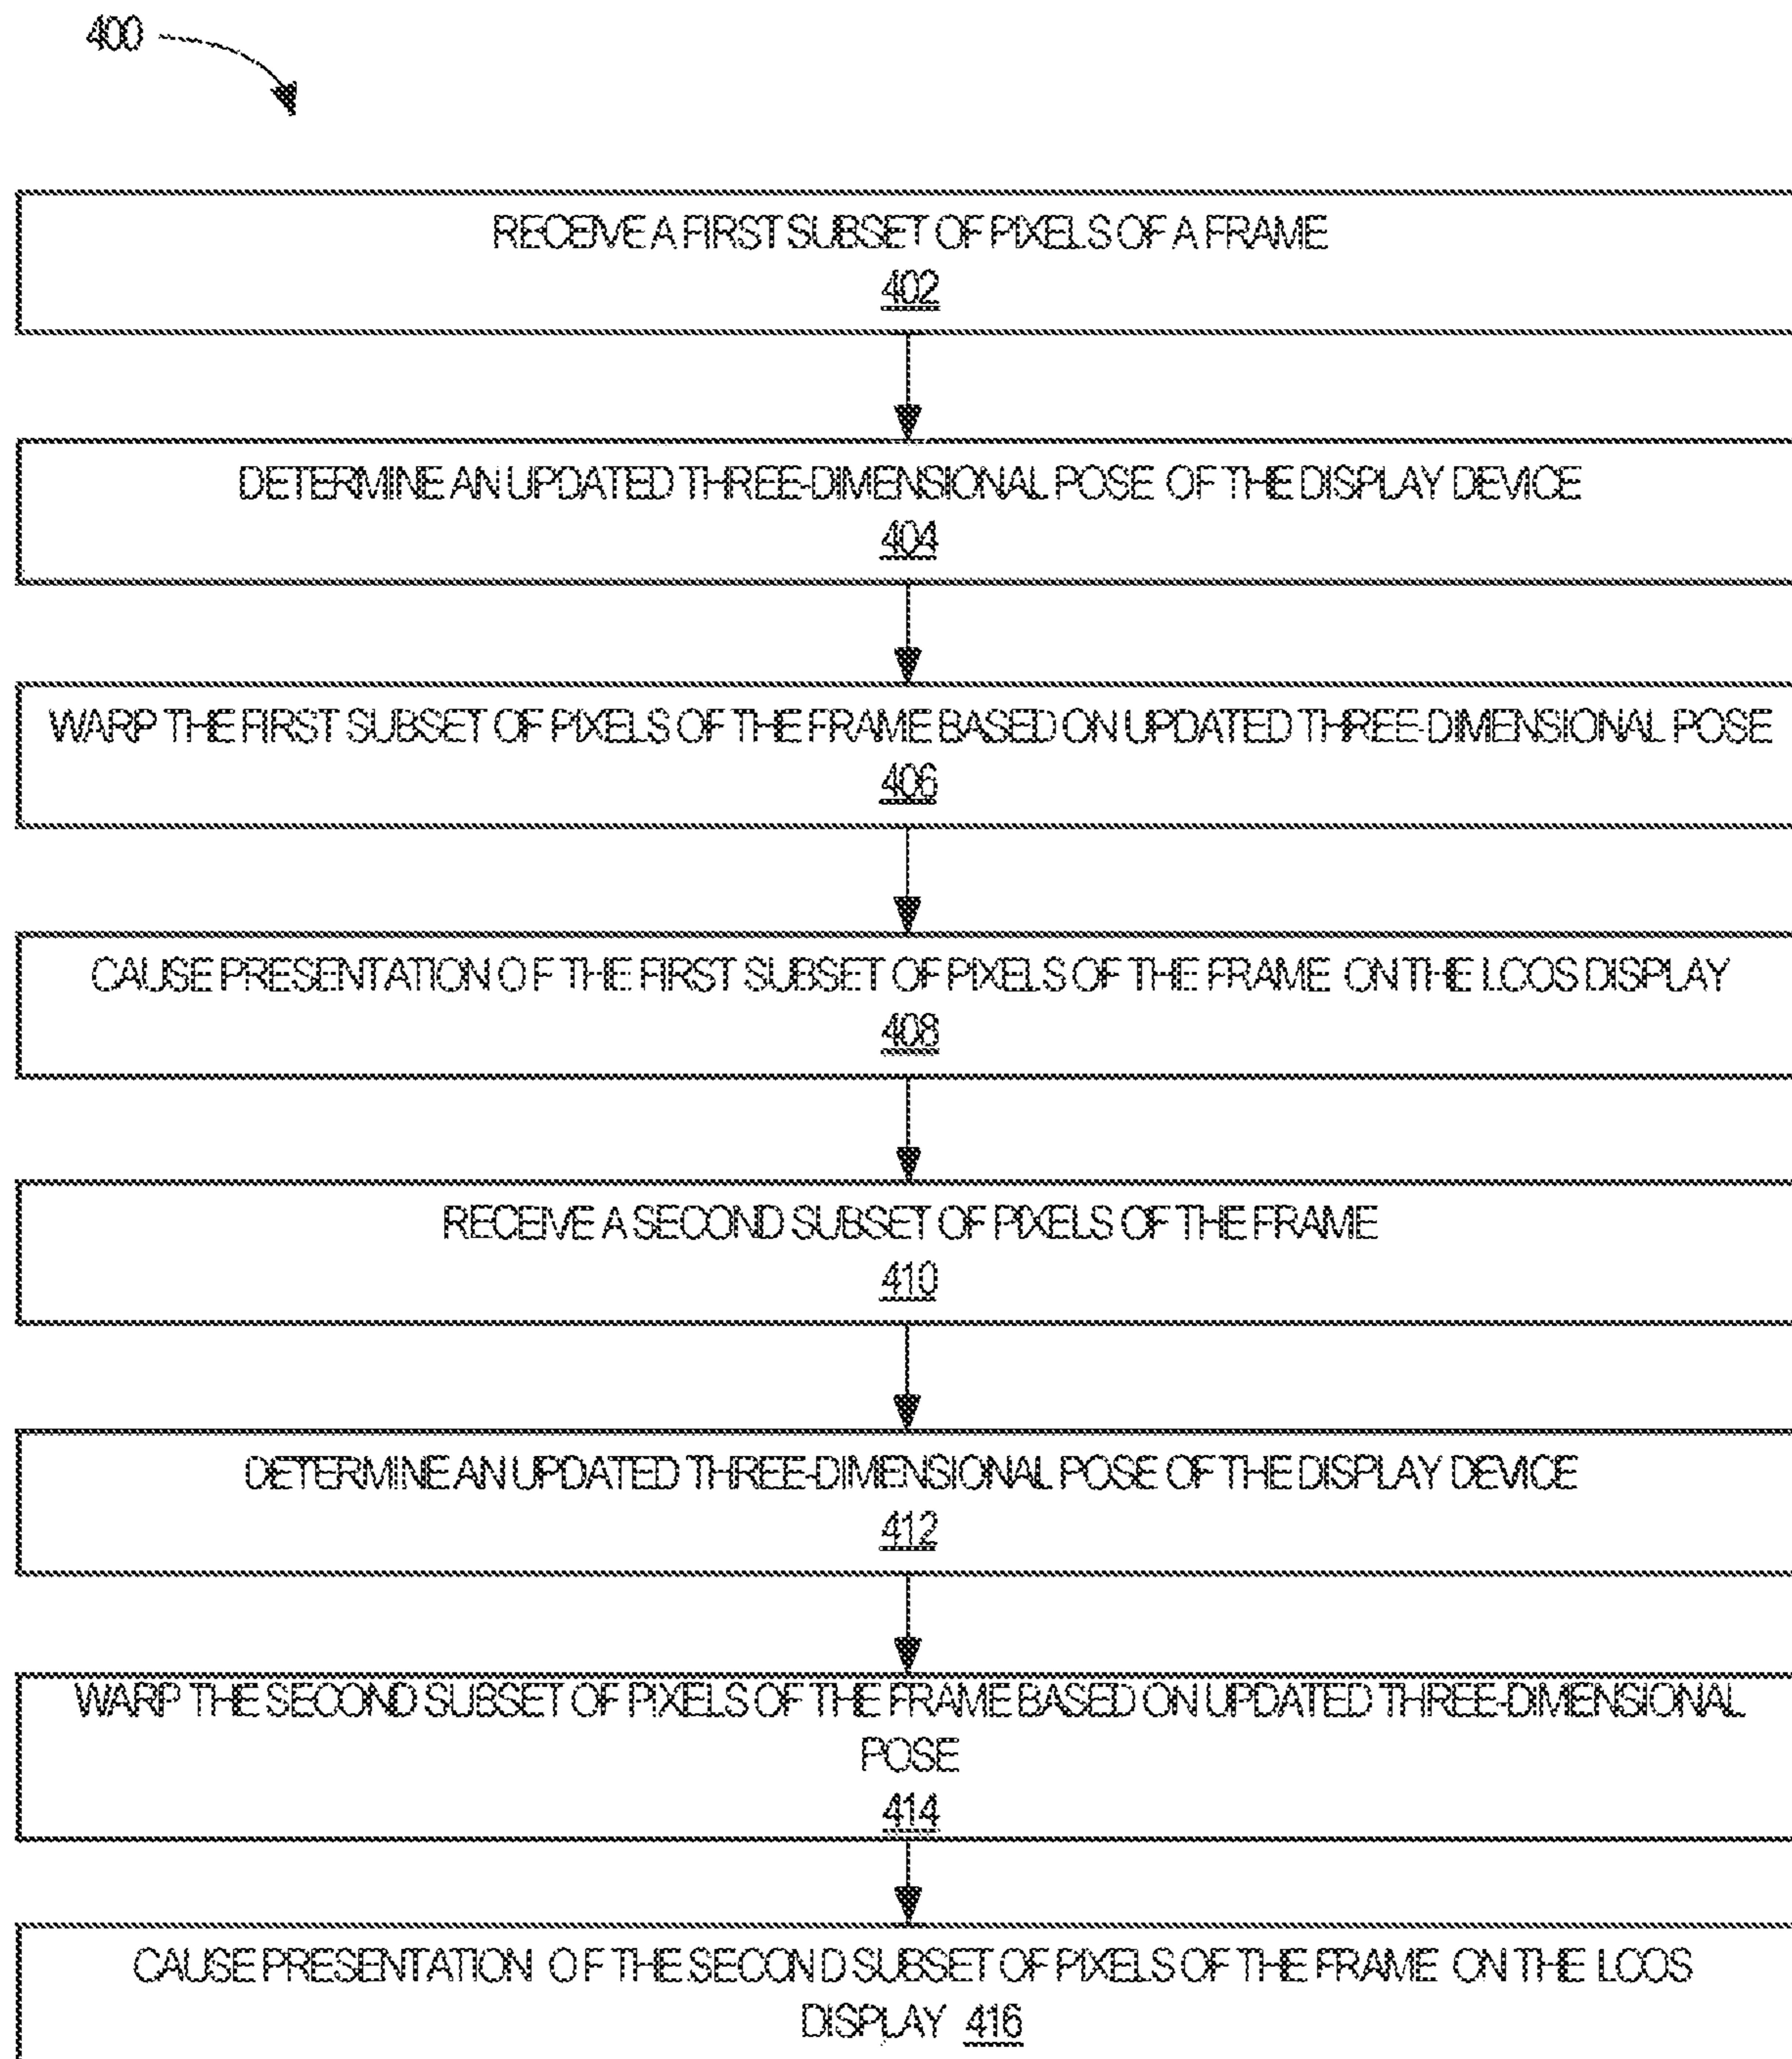 400
RECEIVE A FIRST SUBSET OF PIXELS OF A FRAME
402
DETERMINE AN UPDATED THREE-DIMENSIONAL POSE OF THE DISPLAY DEVICE
404
WARP THE FIRST SUBSET OF PIXELS OF THE FRAME BASED ON UPDATED THREE-DIMENSIONAL POSE
406
CAUSE PRESENTATION OF THE FIRST SUBSET OF PIXELS OF THE FRAME ON THE LCOS DISPLAY
408
RECEIVE A SECOND SUBSET OF PIXELS OF THE FRAME
410
DETERMINE AN UPDATED THREE-DIMENSIONAL POSE OF THE DISPLAY DEVICE
412
WARP THE SECOND SUBSET OF PIXELS OF THE FRAME BASED ON UPDATED THREE-DIMENSIONAL
POSE
414
CAUSE PRESENTATION OF THE SECOND SUBSET OF PIXELS OF THE FRAME ON THE LCOS
DISPLAY 416